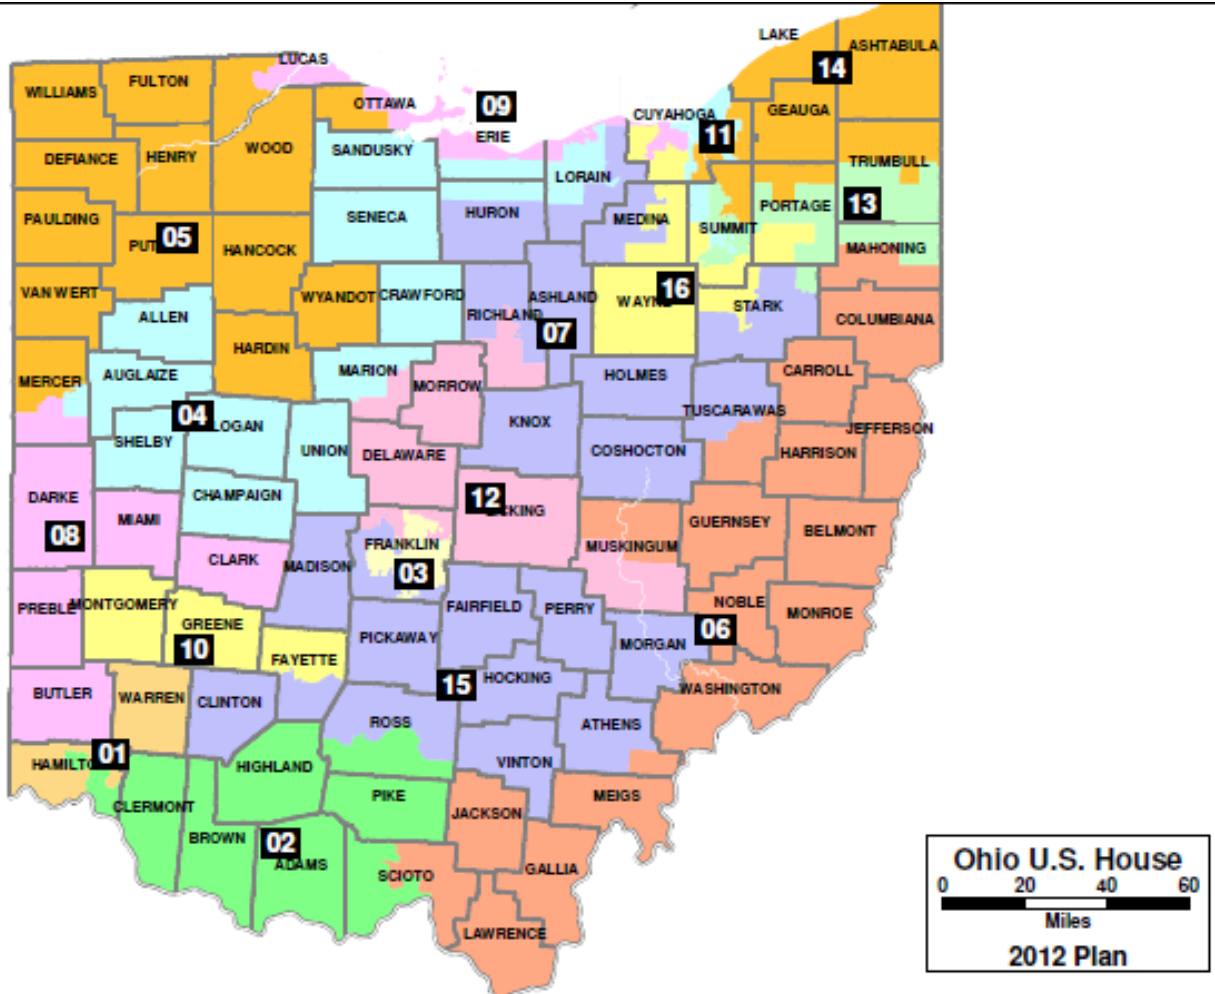 LAKE
ASHTABULA
LUCAS
14
FULTON
WILLIAMS
OTTAWA
09
GEAUGA
CUYAHOGA
11
ERIE
WOOD
SANDUSKY
HENRY
DEFIANCE
TRUMBULL
LORAIN
PORTAGE
13
HURON
SENECA
MEDINA
PAULDING
SUMMIT
PUT
05
HANCOCK
MAHONING
VAN WERT
WYANDOT
CRAWFORD
ASHLAND
WAYNE
16
STARK
ALLEN
RICHLAND
07
COLUMBIANA
HARDIN
MARION
CARROLL
AUGLAIZE
HOLMES
MERCER
MORROW
TUSCARAWAS
04
LOGAN
KNOX
JEFFERSON
SHELBY
UNION
DELAWARE
COSHOCTON
HARRISON
DARKE
CHAMPAIGN
12
CKING
MIAMI
GUERNSEY
BELMONT
08
FRANKLIN
MUSKINGUM
CLARK
MADISON
03
PREBLE
MONTGOMERY
FAIRFIELD
PERRY
NOBLE
MONROE
GREENE
PICKAWAY
MORGAN
06
10
FAYETTE
HOCKING
BUTLER
WARREN
CLINTON
15
WASHINGTON
ROSS
ATHENS
HAMILTO
01
HIGHLAND
VINTON
CLERMONT
PIKE
MEIGS
JACKSON
BROWN
02
ADAMS
SCIOTO
GALLIA
LAWRENCE
Ohio U.S. House
0 20 40 60
Miles
2012 Plan